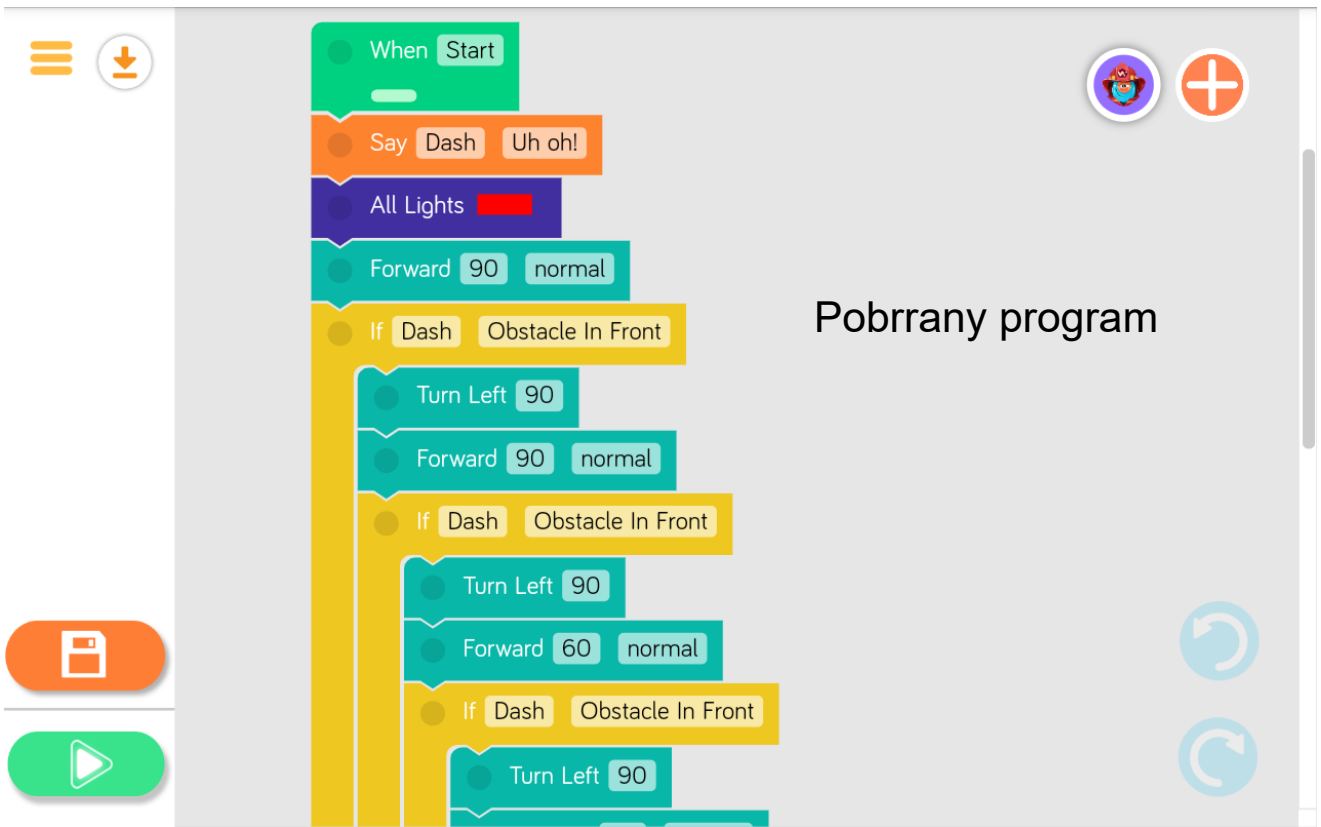 When Start
Say Dash Uh oh!
All Lights
Forward 90 normal
If Dash Obstacle In Front
Pobrrany program
Turn Left 90
Forward 90 normal
If Dash Obstacle In Front
Turn Left 90
Forward 60 normal
If Dash Obstacle In Front
Turn Left 90